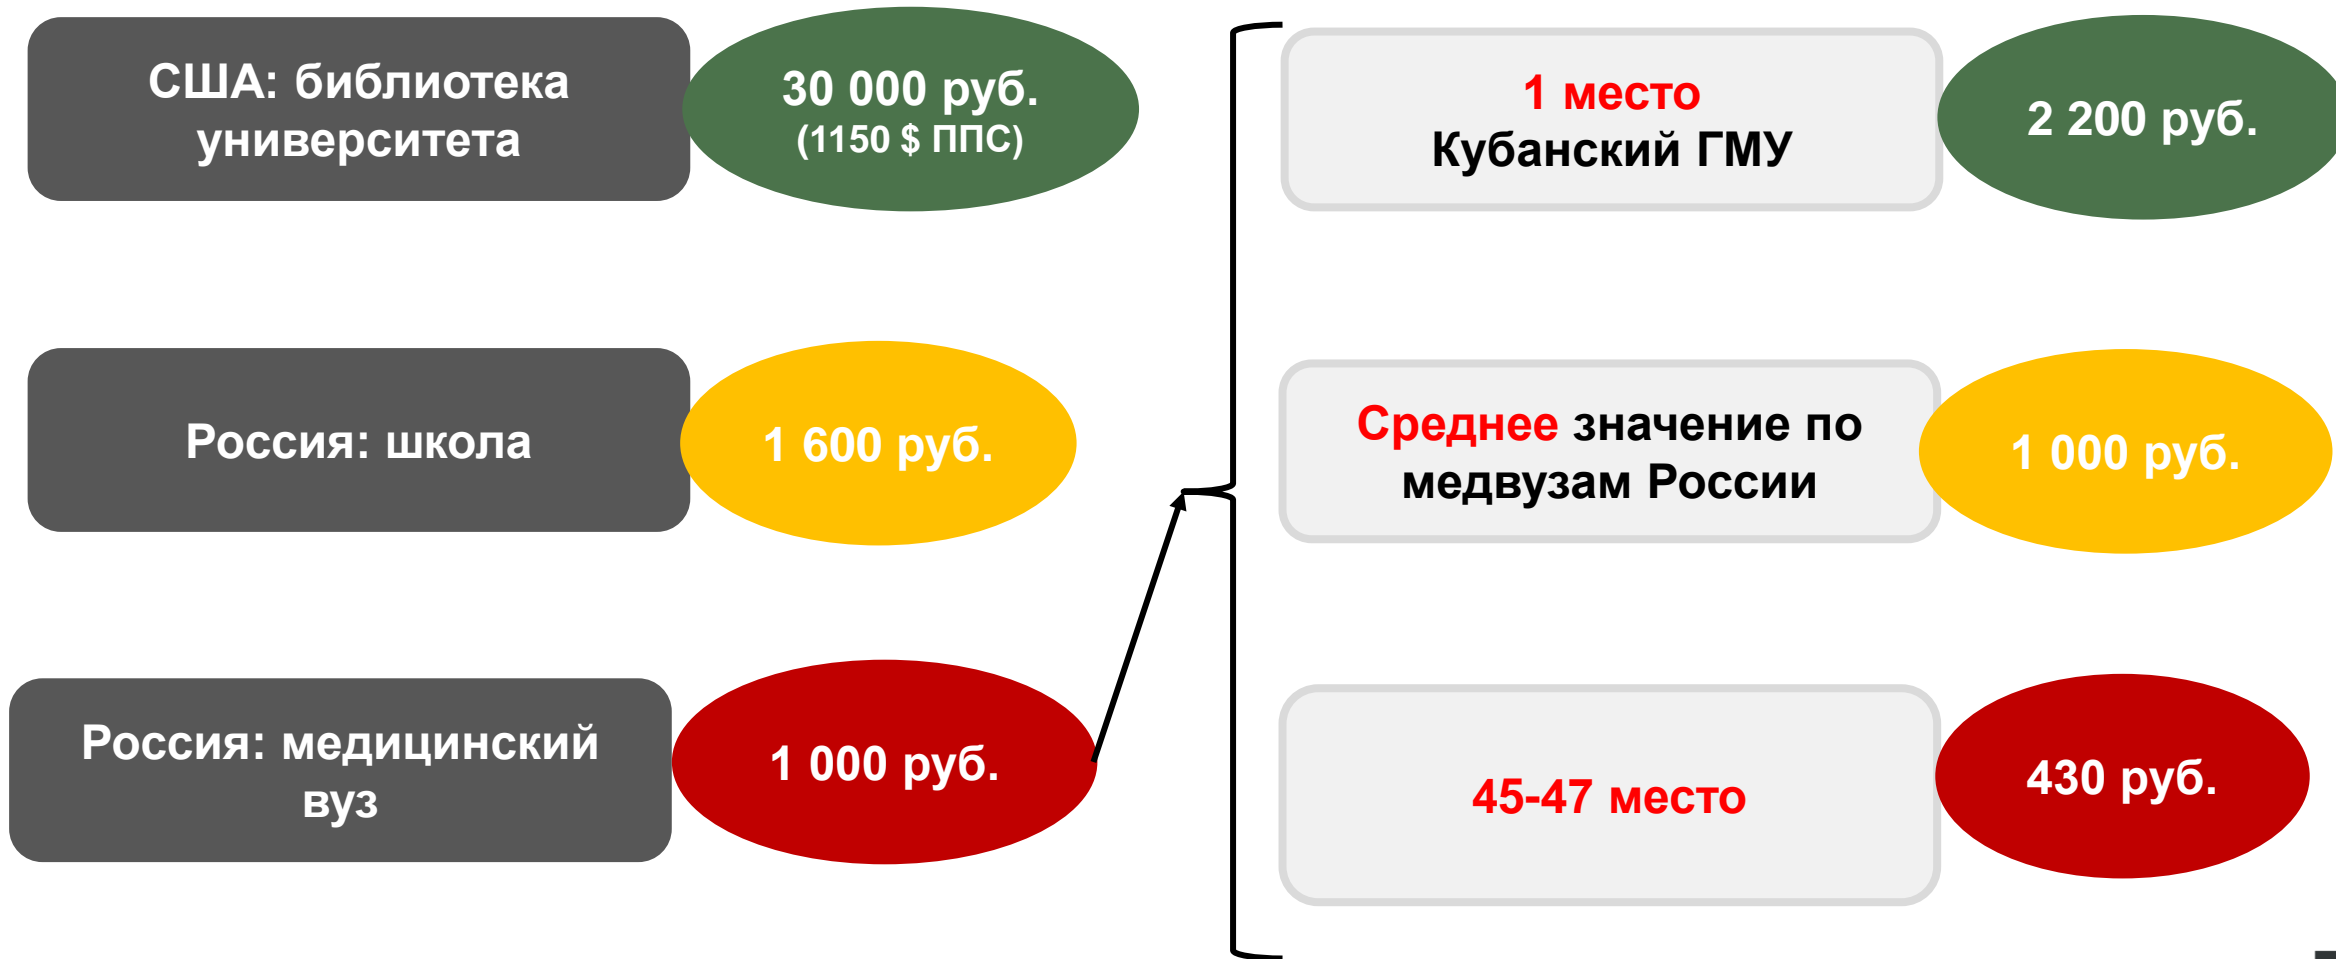 США: библиотека
университета
30 000 руб.
(1150 $ ППС)
Россия: школа
1 600 руб.
Россия: медицинский
вуз
1 000 руб.
1 место
Кубанский ГМУ
2 200 руб.
Среднее значение по
медвузам России
1 000 руб.
45-47 место
430 руб.